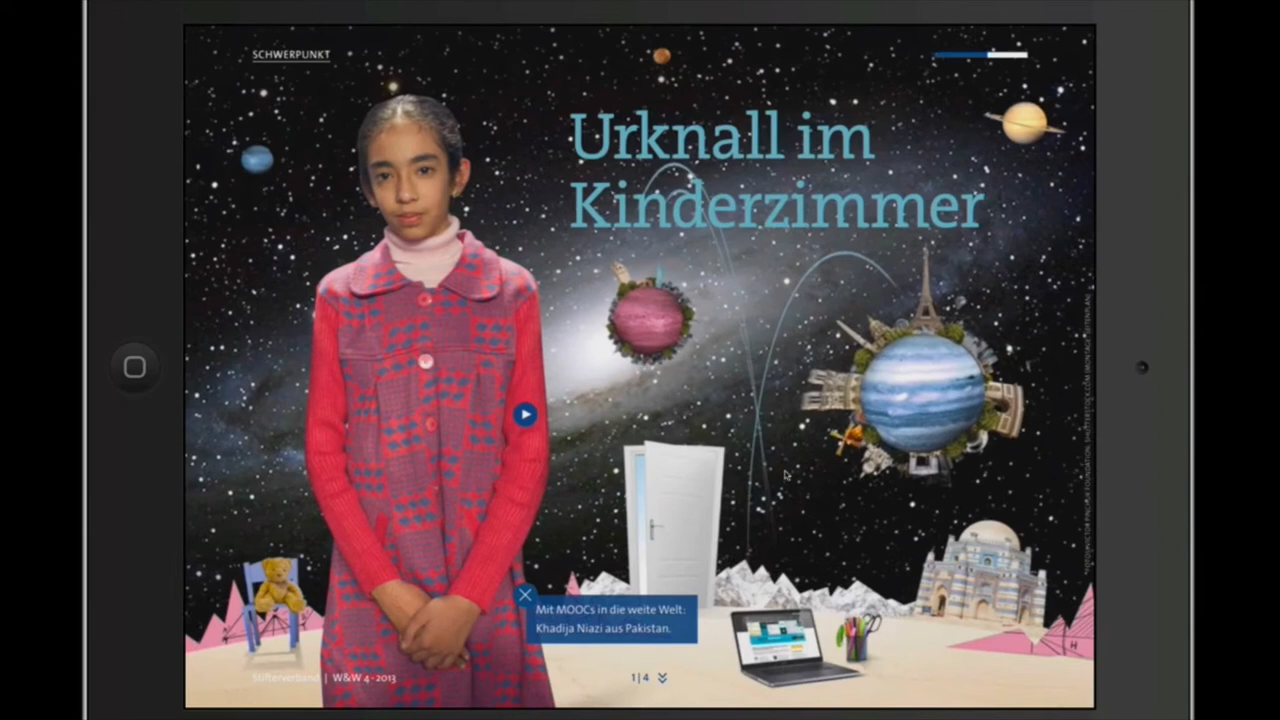 SCHWERPUNKT
Urknall im
Kinderzimmer
Mit MOOCs in die weite Welt:
Khadija Niazi aus Pakistan.
Stifterverband | W&W 4-2013
1|4